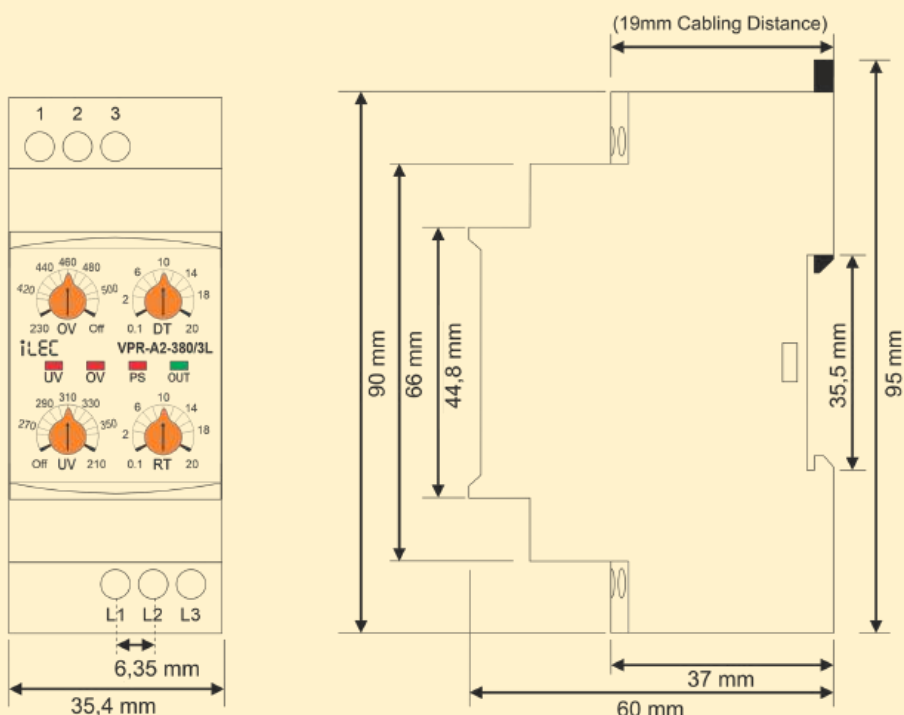 (19mm Cabling Distance)
1 2 3
460
440 480
420 500
230 OV Off
10
6 14
2 18
0.1 DT 20
iLEC VPR-A2-380/3L
UV OV PS OUT
310
290 330
270 350
Off UV 210
10
6 14
2 18
0.1 RT 20
L1 L2 L3
6,35 mm
35,4 mm
90 mm
66 mm
44,8 mm
35,5 mm
95 mm
37 mm
60 mm